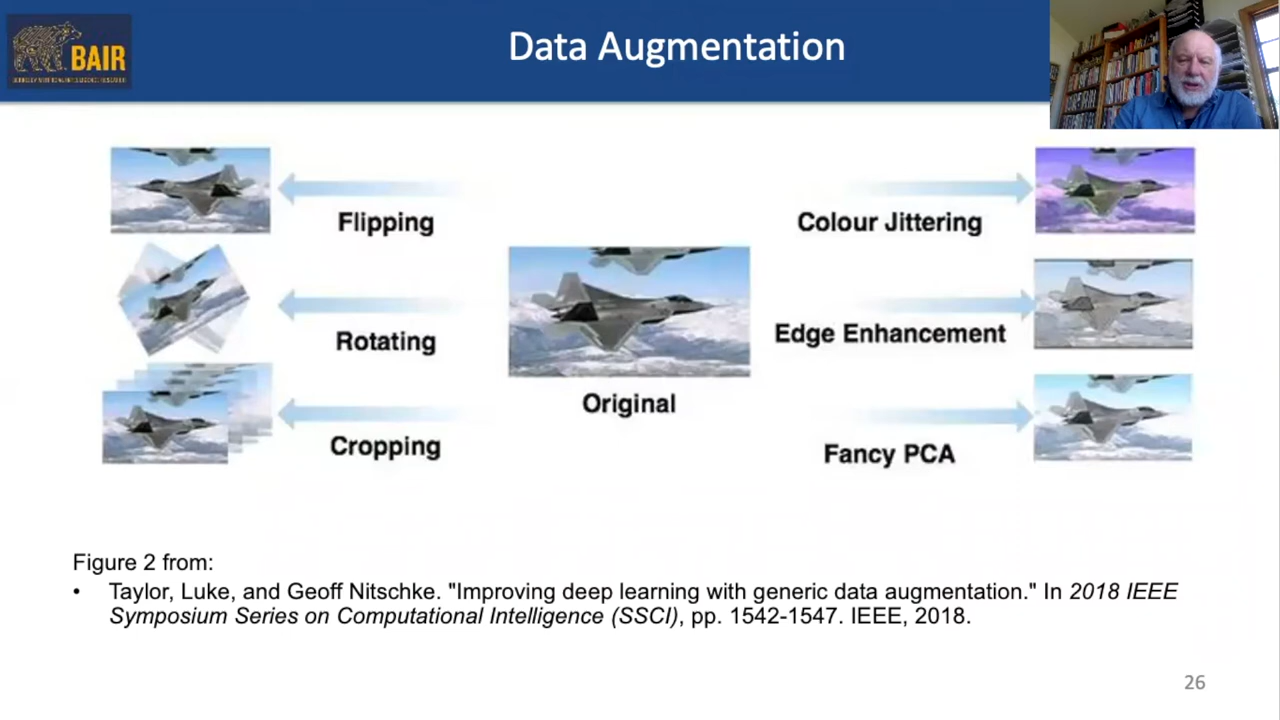 BAIR
Data Augmentation
Flipping
Colour Jittering
Rotating
Edge Enhancement
Original
Cropping
Fancy PCA
Figure 2 from:
• Taylor, Luke, and Geoff Nitschke. "Improving deep learning with generic data augmentation." In 2018 IEEE
Symposium Series on Computational Intelligence (SSCI), pp. 1542-1547. IEEE, 2018.
26